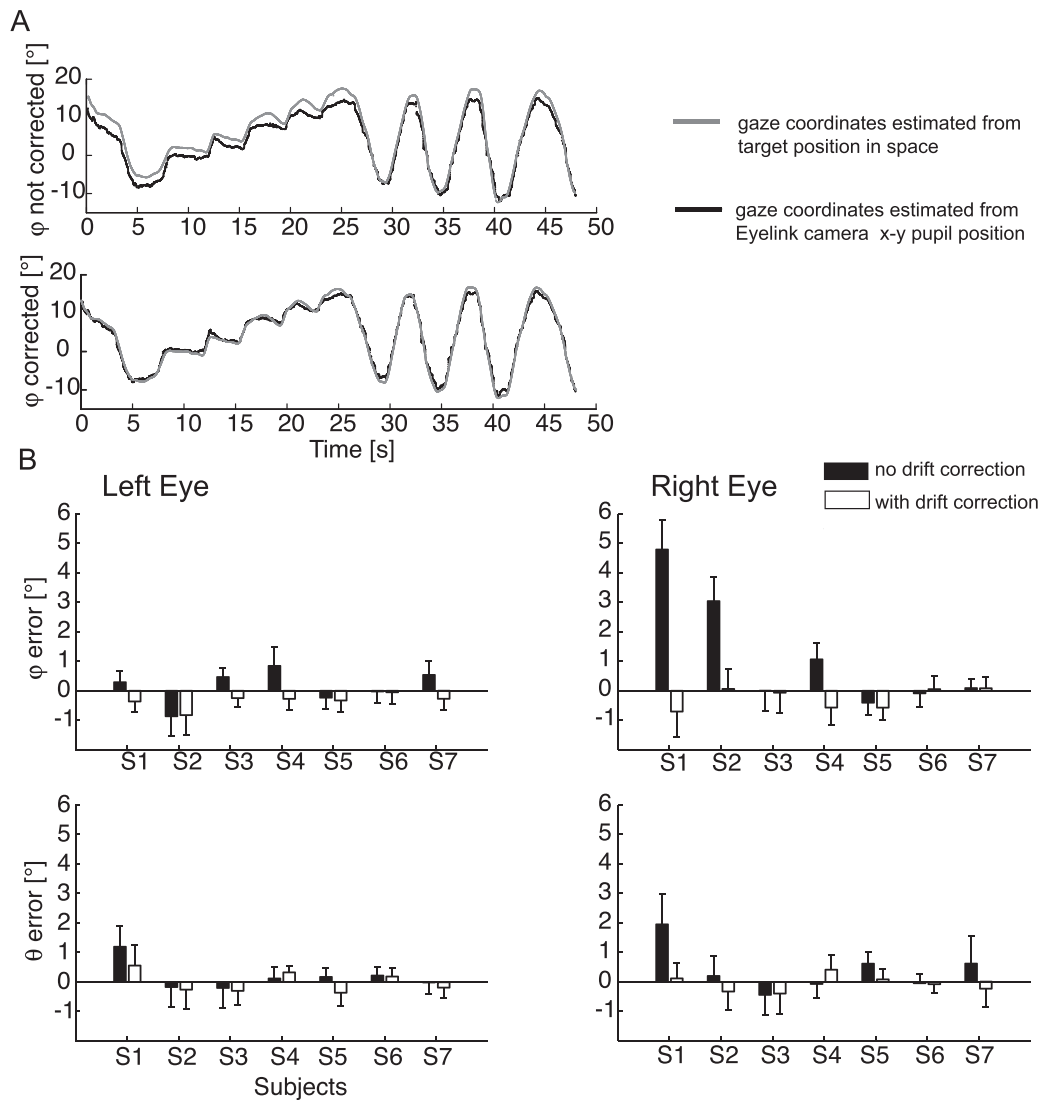 A
φ not corrected [°]
20
10
0
-10
0 5 10 15 20 25 30 35 40 45 50
gaze coordinates estimated from
target position in space
gaze coordinates estimated from
Eyelink camera x-y pupil position
φ corrected [°]
20
10
0
-10
0 5 10 15 20 25 30 35 40 45 50
Time [s]
B
Left Eye
Right Eye
no drift correction
with drift correction
φ error [°]
6
5
4
3
2
1
0
-1
S1 S2 S3 S4 S5 S6 S7
6
5
4
3
2
1
0
-1
S1 S2 S3 S4 S5 S6 S7
θ error [°]
6
5
4
3
2
1
0
-1
S1 S2 S3 S4 S5 S6 S7
Subjects
6
5
4
3
2
1
0
-1
S1 S2 S3 S4 S5 S6 S7